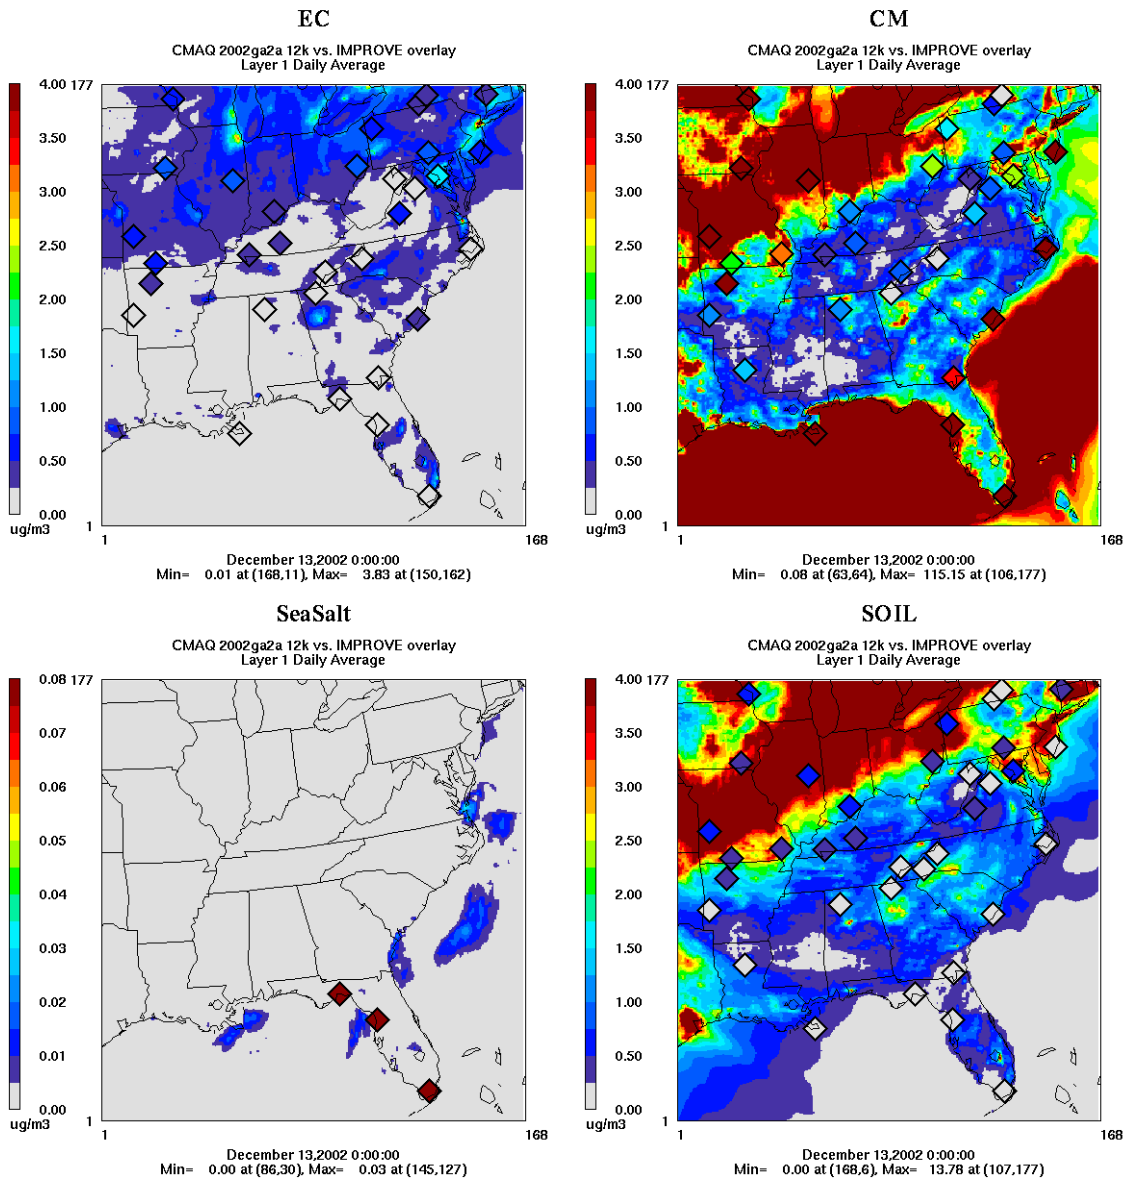 EC
CMAQ 2002ga2a 12k vs. IMPROVE overlay
Layer 1 Daily Average
4.00 177
3.50
3.00
2.50
2.00
1.50
1.00
0.50
0.00
ug/m3
1
1 168
December 13,2002 0:00:00
Min= 0.01 at (168,11), Max= 3.83 at (150,162)
CM
CMAQ 2002ga2a 12k vs. IMPROVE overlay
Layer 1 Daily Average
4.00 177
3.50
3.00
2.50
2.00
1.50
1.00
0.50
0.00
ug/m3
1
1 168
December 13,2002 0:00:00
Min= 0.08 at (63,64), Max= 115.15 at (106,177)
SeaSalt
CMAQ 2002ga2a 12k vs. IMPROVE overlay
Layer 1 Daily Average
0.08 177
0.07
0.06
0.05
0.04
0.03
0.02
0.01
0.00
ug/m3
1
1 168
December 13,2002 0:00:00
Min= 0.00 at (86,30), Max= 0.03 at (145,127)
SOIL
CMAQ 2002ga2a 12k vs. IMPROVE overlay
Layer 1 Daily Average
4.00 177
3.50
3.00
2.50
2.00
1.50
1.00
0.50
0.00
ug/m3
1
1 168
December 13,2002 0:00:00
Min= 0.00 at (168,6), Max= 13.78 at (107,177)